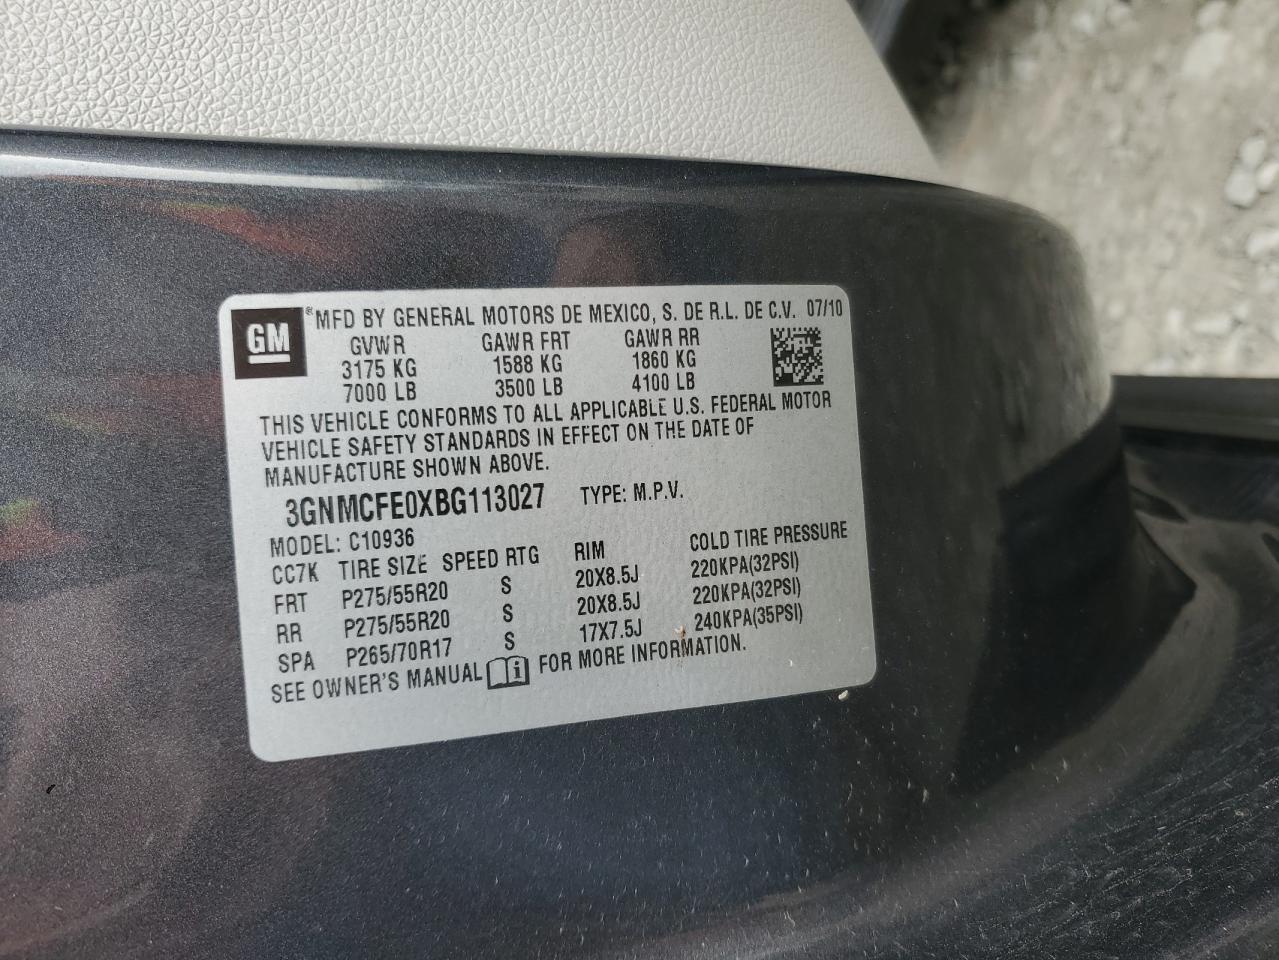 GM
® MFD BY GENERAL MOTORS DE MEXICO, S. DE R.L. DE C.V. 07/10
GVWR GAWR FRT GAWR RR
3175 KG 1588 KG 1860 KG
7000 LB 3500 LB 4100 LB
THIS VEHICLE CONFORMS TO ALL APPLICABLE U.S. FEDERAL MOTOR
VEHICLE SAFETY STANDARDS IN EFFECT ON THE DATE OF
MANUFACTURE SHOWN ABOVE.
3GNMCFE0XBG113027 TYPE: M.P.V.
MODEL: C10936
CC7K TIRE SIZE SPEED RTG RIM COLD TIRE PRESSURE
FRT P275/55R20 S 20X8.5J 220KPA(32PSI)
RR P275/55R20 S 20X8.5J 220KPA(32PSI)
SPA P265/70R17 S 17X7.5J 240KPA(35PSI)
SEE OWNER'S MANUAL i FOR MORE INFORMATION.